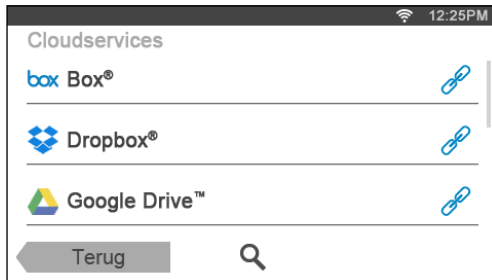 12:25PM
Cloudservices
box Box®
Dropbox®
Google Drive™
Terug